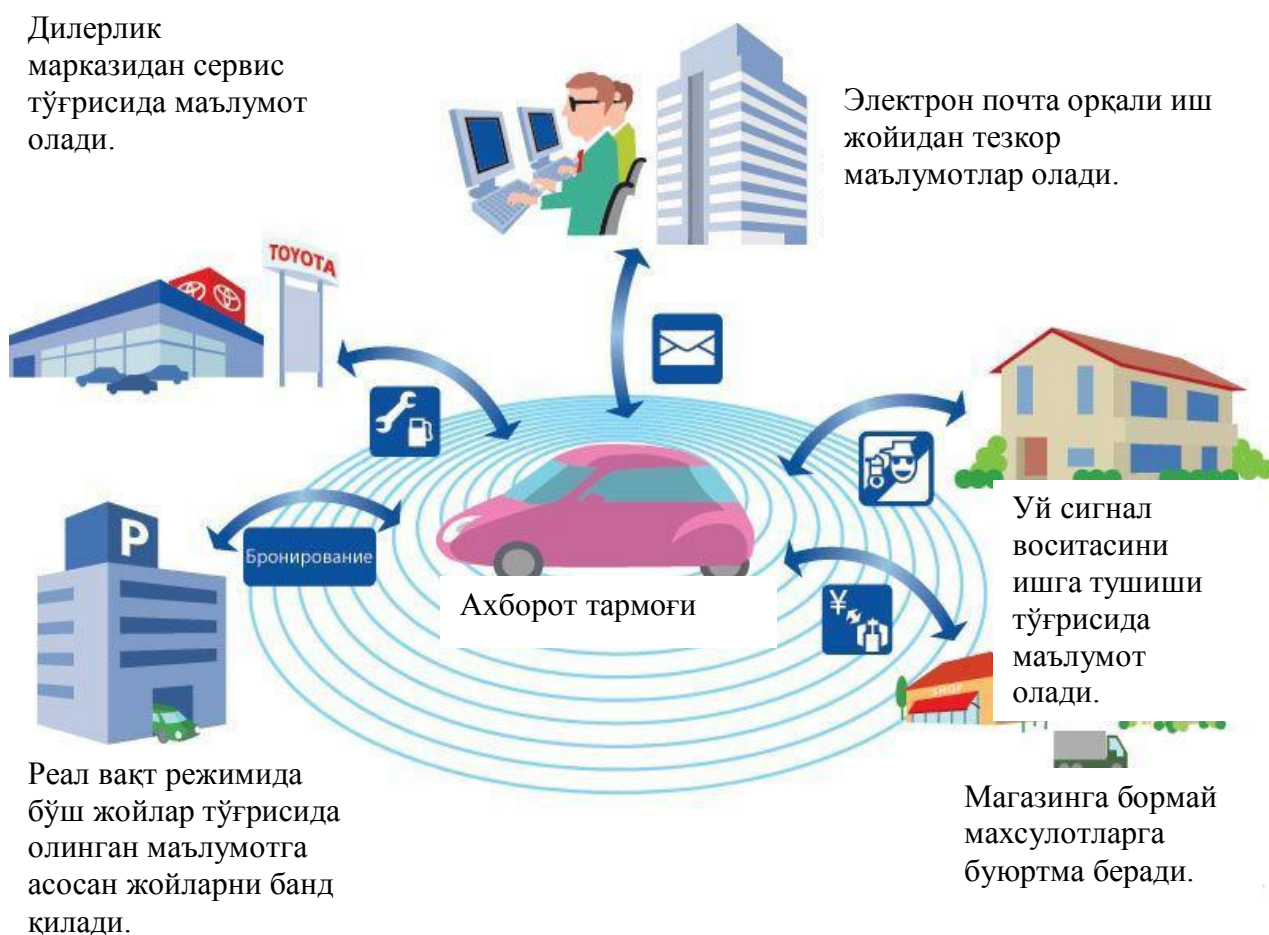 Дилерлик
марказидан сервис
тўғрисида маълумот
олади.
Электрон почта орқали иш
жойидан тезкор
маълумотлар олади.
TOYOTA
P
Бронирование
Ахборот тармоғи
¥
SHOP
Уй сигнал
воситасини
ишга тушиши
тўғрисида
маълумот
олади.
Реал вақт режимида
бўш жойлар тўғрисида
олинган маълумотга
асосан жойларни банд
қилади.
Магазинга бормай
махсулотларга
буюртма беради.